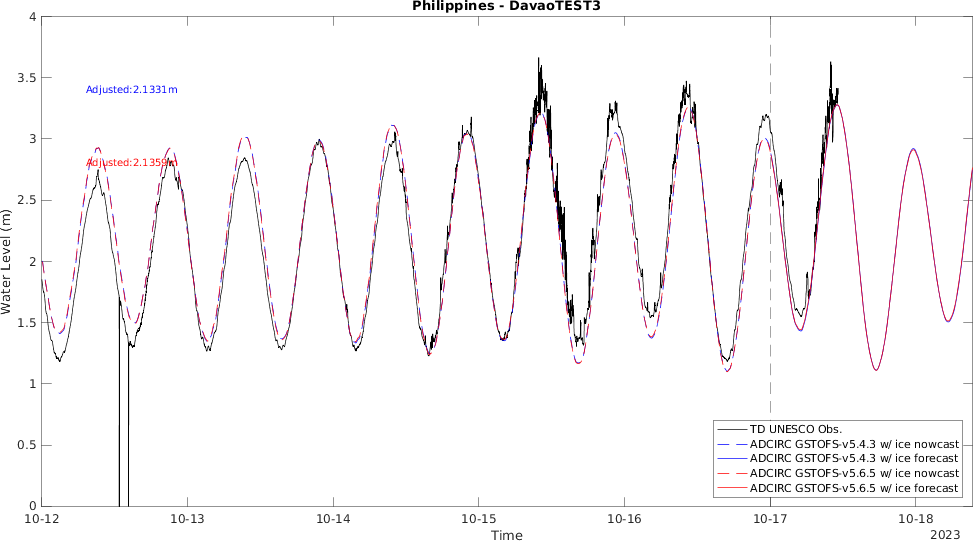 Philippines - DavaoTEST3
4
3.5
3
2.5
2
1.5
1
0.5
0
Water Level (m)
Adjusted:2.1331m
Adjusted:2.1359m
TD UNESCO Obs.
ADCIRC GSTOFS-v5.4.3 w/ ice nowcast
ADCIRC GSTOFS-v5.4.3 w/ ice forecast
ADCIRC GSTOFS-v5.6.5 w/ ice nowcast
ADCIRC GSTOFS-v5.6.5 w/ ice forecast
10-12 10-13 10-14 10-15 10-16 10-17 10-18
Time
2023